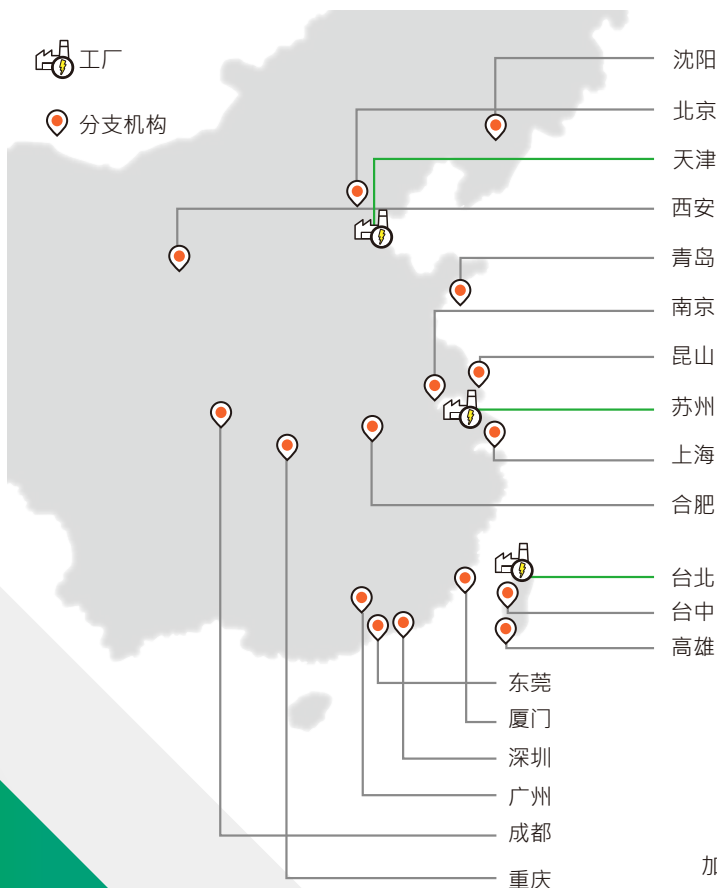 工厂
分支机构
沈阳
北京
天津
西安
青岛
南京
昆山
苏州
上海
合肥
台北
台中
高雄
东莞
厦门
深圳
广州
成都
重庆
加